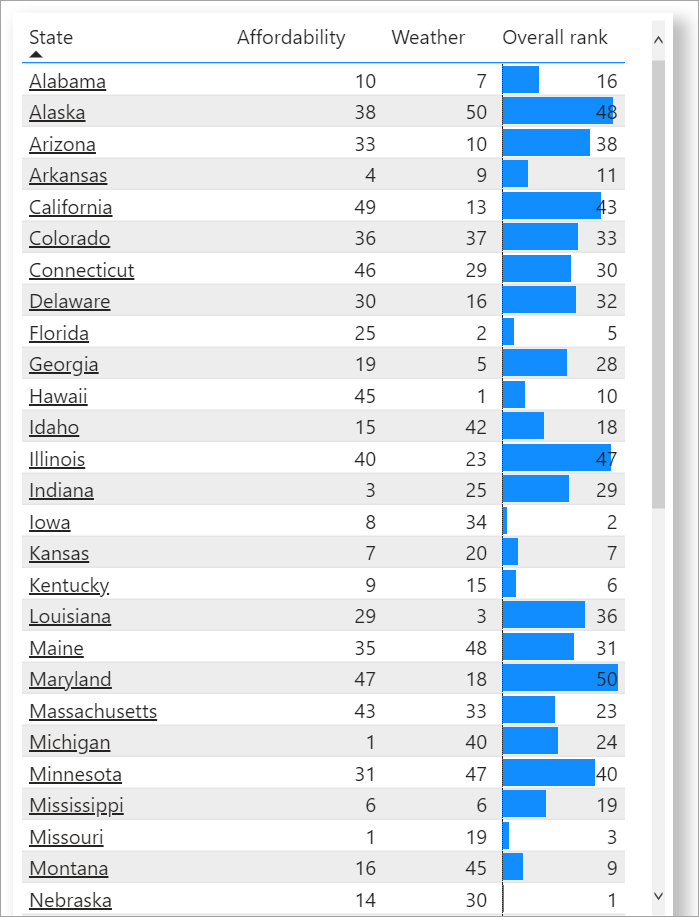 State Affordability Weather Overall rank
Alabama 10 7 16
Alaska 38 50 48
Arizona 33 10 38
Arkansas 4 9 11
California 49 13 43
Colorado 36 37 33
Connecticut 46 29 30
Delaware 30 16 32
Florida 25 2 5
Georgia 19 5 28
Hawaii 45 1 10
Idaho 15 42 18
Illinois 40 23 47
Indiana 3 25 29
Iowa 8 34 2
Kansas 7 20 7
Kentucky 9 15 6
Louisiana 29 3 36
Maine 35 48 31
Maryland 47 18 50
Massachusetts 43 33 23
Michigan 1 40 24
Minnesota 31 47 40
Mississippi 6 6 19
Missouri 1 19 3
Montana 16 45 9
Nebraska 14 30 1